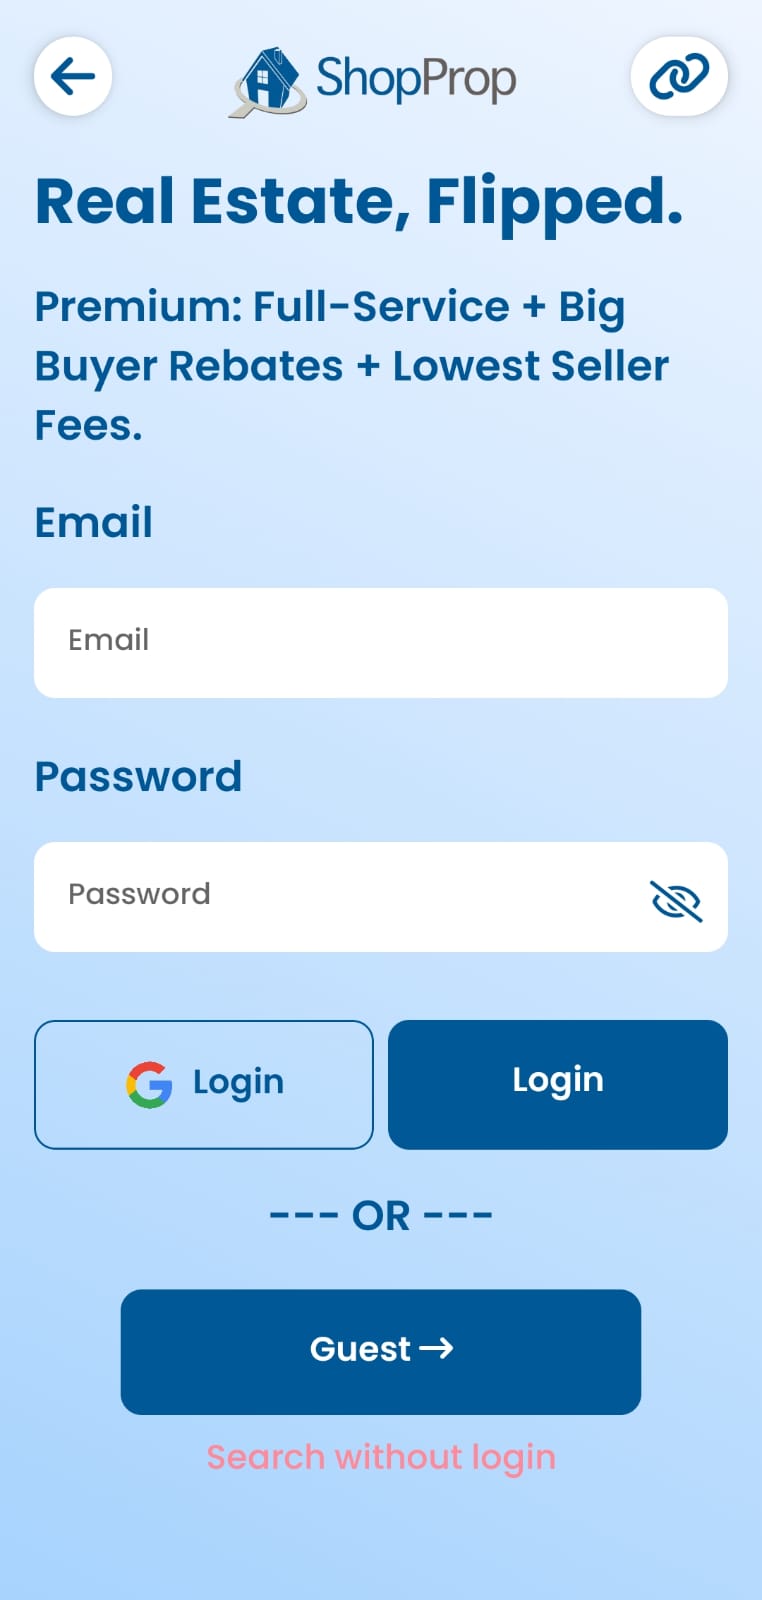 ShopProp
Real Estate, Flipped.
Premium: Full-Service + Big
Buyer Rebates + Lowest Seller
Fees.
Email
Email
Password
Password
Login
Login
--- OR ---
Guest →
Search without login